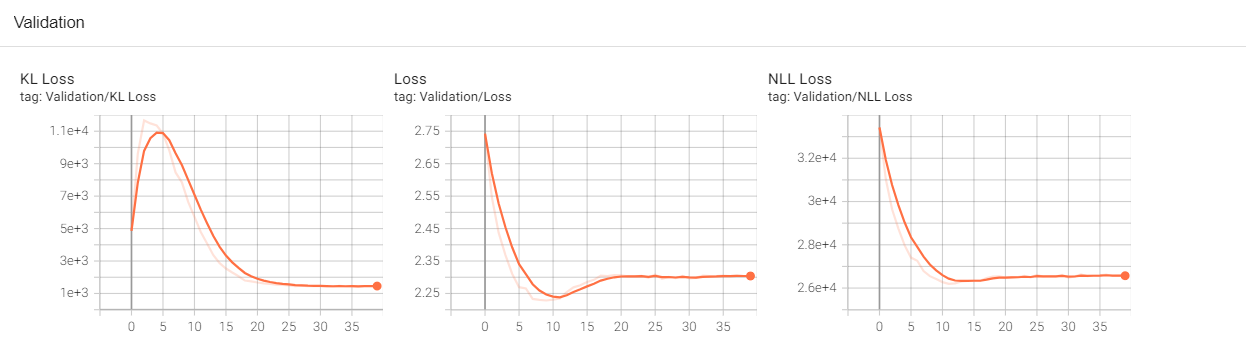 Validation
KL Loss
tag: Validation/KL Loss
1.1e+4
9e+3
7e+3
5e+3
3e+3
1e+3
0 5 10 15 20 25 30 35
Loss
tag: Validation/Loss
2.75
2.65
2.55
2.45
2.35
2.25
0 5 10 15 20 25 30 35
NLL Loss
tag: Validation/NLL Loss
3.2e+4
3e+4
2.8e+4
2.6e+4
0 5 10 15 20 25 30 35